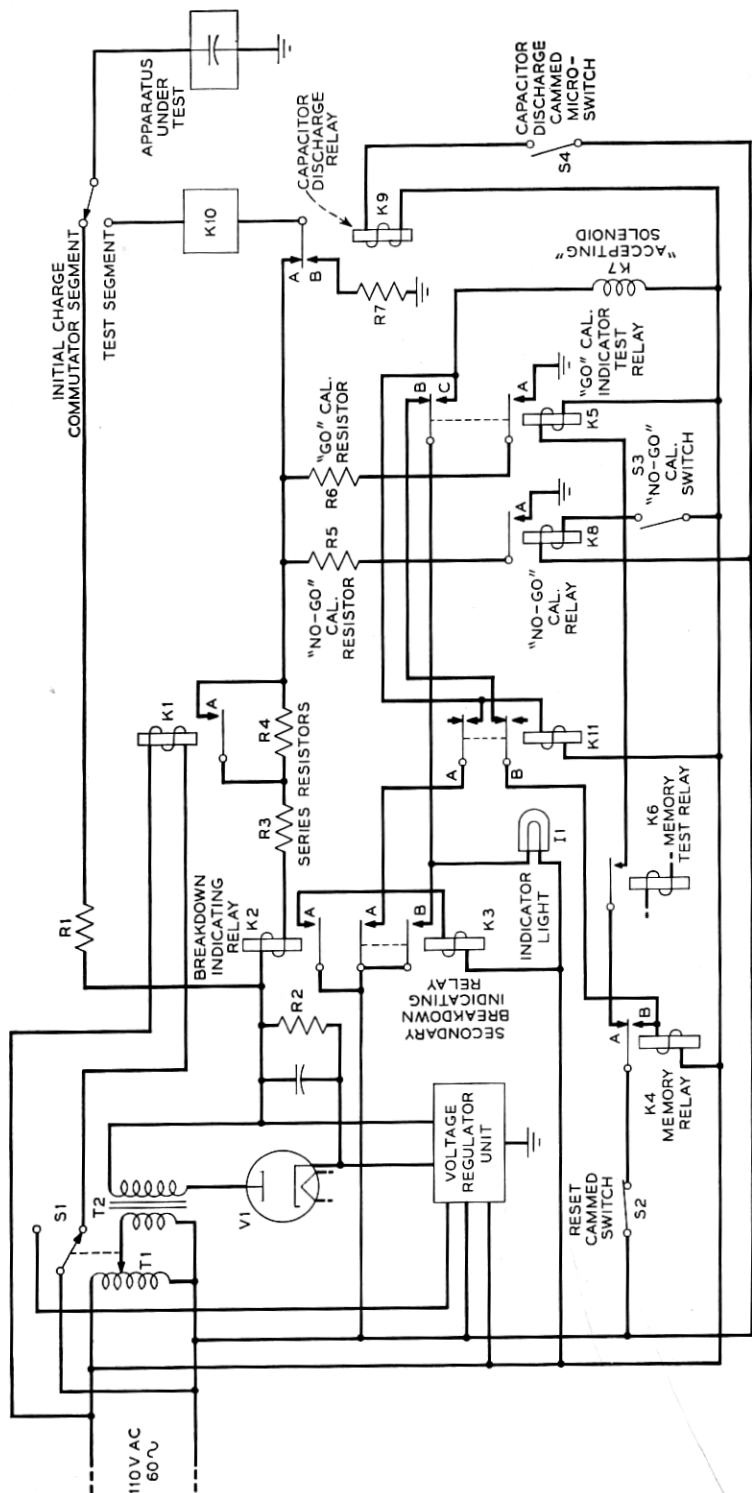 110V AC
60∿
S1
T1
T2
V1
R1
K1
BREAKDOWN
INDICATING
RELAY
K2
R2
R3
R4
SERIES RESISTORS
A
VOLTAGE
REGULATOR
UNIT
SECONDARY
BREAKDOWN
INDICATING
RELAY
A
A
B
K3
INDICATOR
LIGHT
I1
RESET
CAMMED
SWITCH
S2
A
B
K4
MEMORY
RELAY
K6
MEMORY
TEST RELAY
A
B
K11
"NO-GO"
CAL.
RESISTOR
R5
"GO" CAL.
RESISTOR
R6
"NO-GO"
CAL.
RELAY
A
K8
S3
"NO-GO"
CAL.
SWITCH
B
C
A
K5
"GO" CAL.
INDICATOR
TEST
RELAY
K7
"ACCEPTING"
SOLENOID
INITIAL CHARGE
COMMUTATOR SEGMENT
TEST SEGMENT
K10
A
B
R7
CAPACITOR
DISCHARGE
RELAY
K9
APPARATUS
UNDER
TEST
CAPACITOR
DISCHARGE
CAMMED
MICRO-
SWITCH
S4